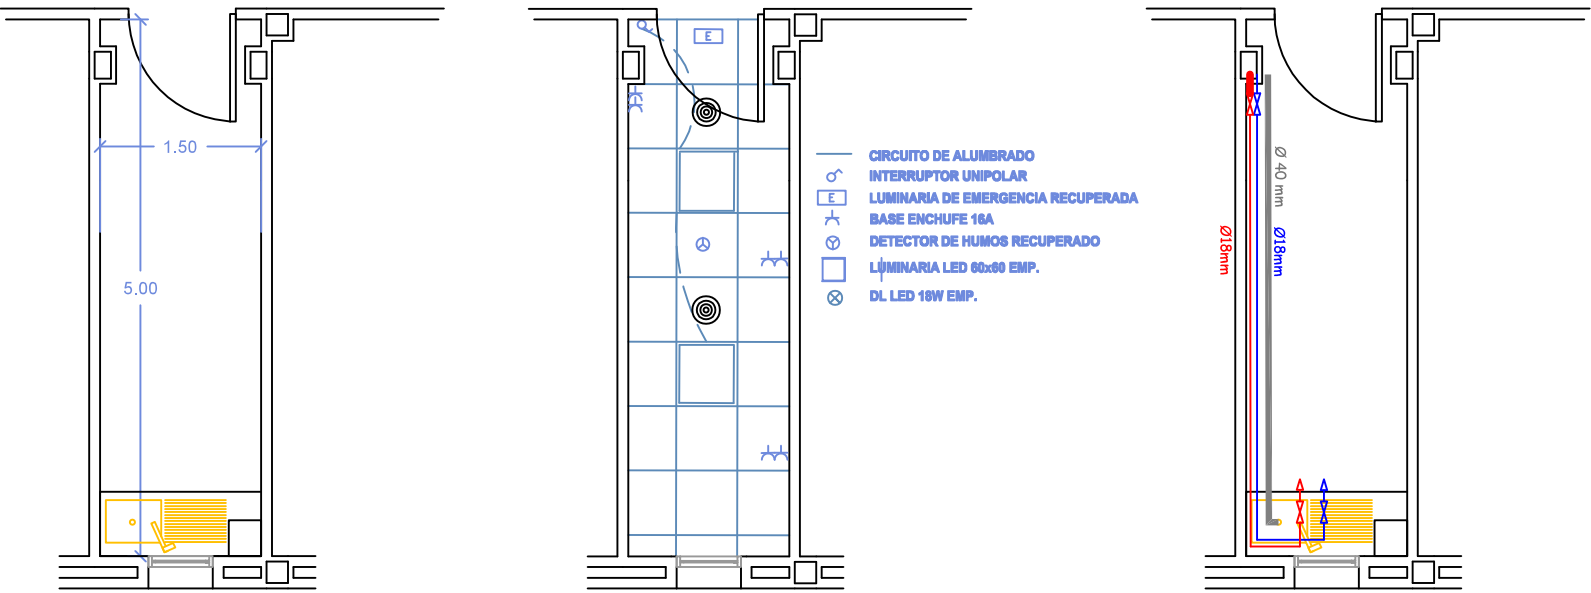 1.50
5.00
E
CIRCUITO DE ALUMBRADO
INTERRUPTOR UNIPOLAR
E LUMINARIA DE EMERGENCIA RECUPERADA
BASE ENCHUFE 16A
DETECTOR DE HUMOS RECUPERADO
LUMINARIA LED 60x60 EMP.
DL LED 18W EMP.
Ø 40 mm
Ø18mm
Ø18mm